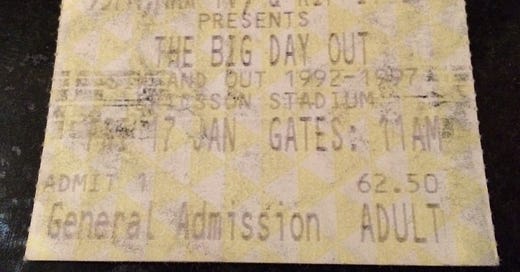 PRESENTS
THE BIG DAY OUT
AND OUT 1992-1997
ICSSON STADIUM
17 JAN GATES: 11AM
ADMIT 1 62.50
General Admission ADULT